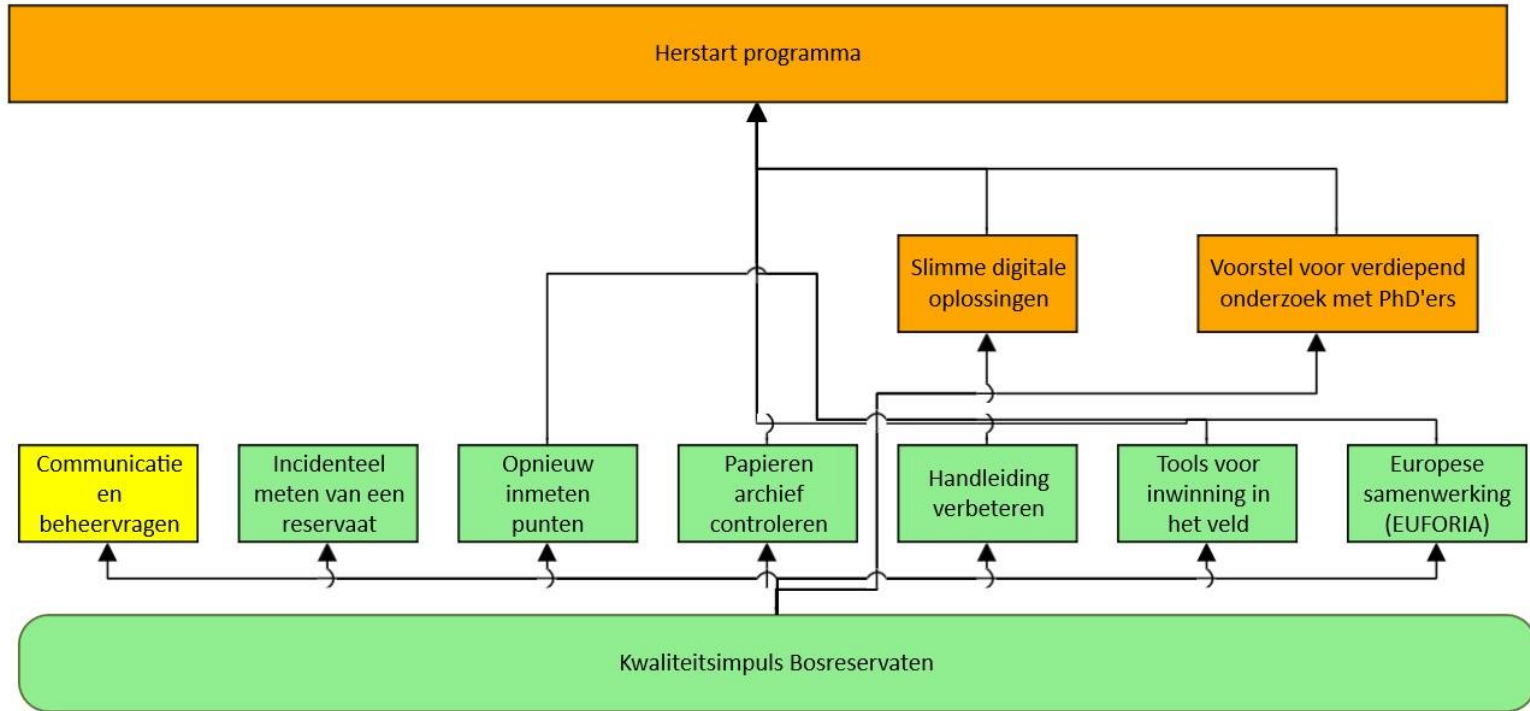 Herstart programma
Slimme digitale
oplossingen
Voorstel voor verdiepend
onderzoek met PhD'ers
Communicatie
en
beheervragen
Incidenteel
meten van een
reservaat
Opnieuw
inmeten
punten
Papieren
archief
controleren
Handleiding
verbeteren
Tools voor
inwinning in
het veld
Europese
samenwerking
(EUFORIA)
Kwaliteitsimpuls Bosreservaten